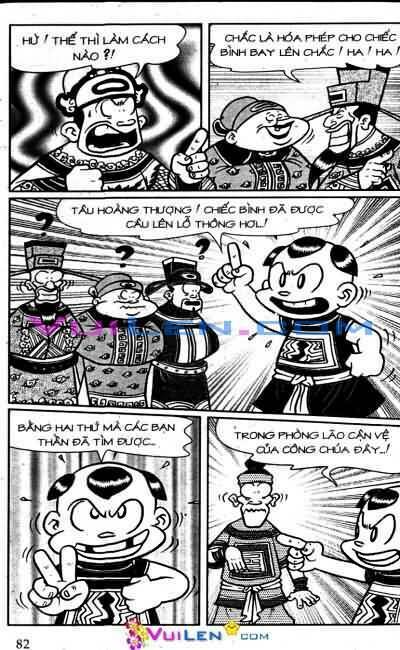 HỪ ! THẾ THÌ LÀM CÁCH
NÀO ?!
CHẮC LÀ HÓA PHÉP CHO CHIẾC
BÌNH BAY LÊN CHẮC ! HA ! HA !
TÂU HOÀNG THƯỢNG ! CHIẾC BÌNH ĐÃ ĐƯỢC
CÂU LÊN LỖ THÔNG HƠI..!
? ? ?
VUILEN.COM
BẰNG HAI THỨ MÀ CÁC BẠN
THÂN ĐÃ TÌM ĐƯỢC...
TRONG PHÒNG LÃO CẬN VỆ
CỦA CÔNG CHÚA ĐÂY...!
82
VUILEN.COM